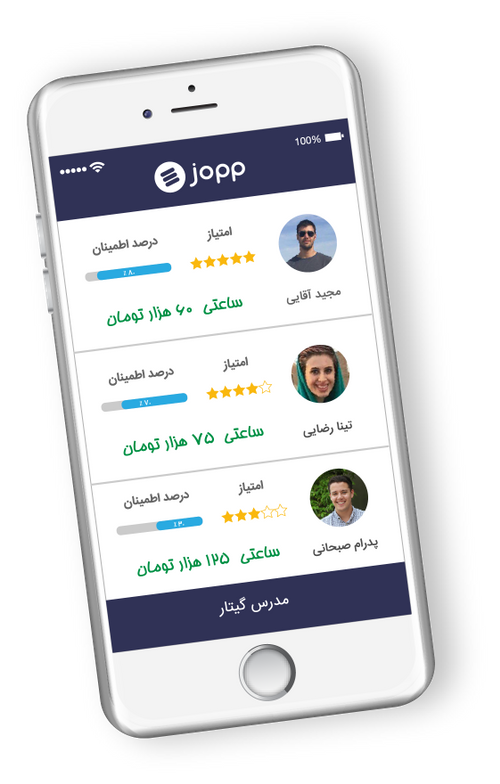 100%
jopp
امتیاز
درصد اطمینان
٪۸۰
مجید آقایی
ساعتی ۶۰ هزار تومان
امتیاز
درصد اطمینان
٪۷۰
تینا رضایی
ساعتی ۷۵ هزار تومان
امتیاز
درصد اطمینان
٪۳۰
پدرام صبحانی
ساعتی ۱۲۵ هزار تومان
مدرس گیتار